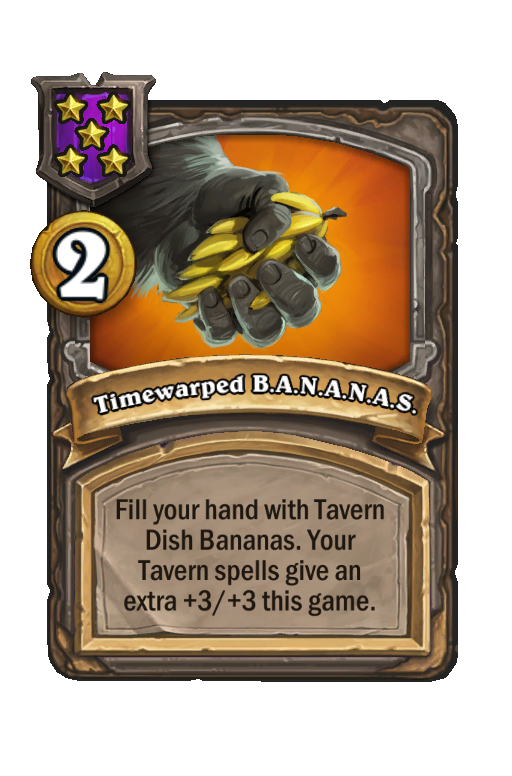 2
Timewarped B.A.N.A.N.A.S.
Fill your hand with Tavern
Dish Bananas. Your
Tavern spells give an
extra +3/+3 this game.